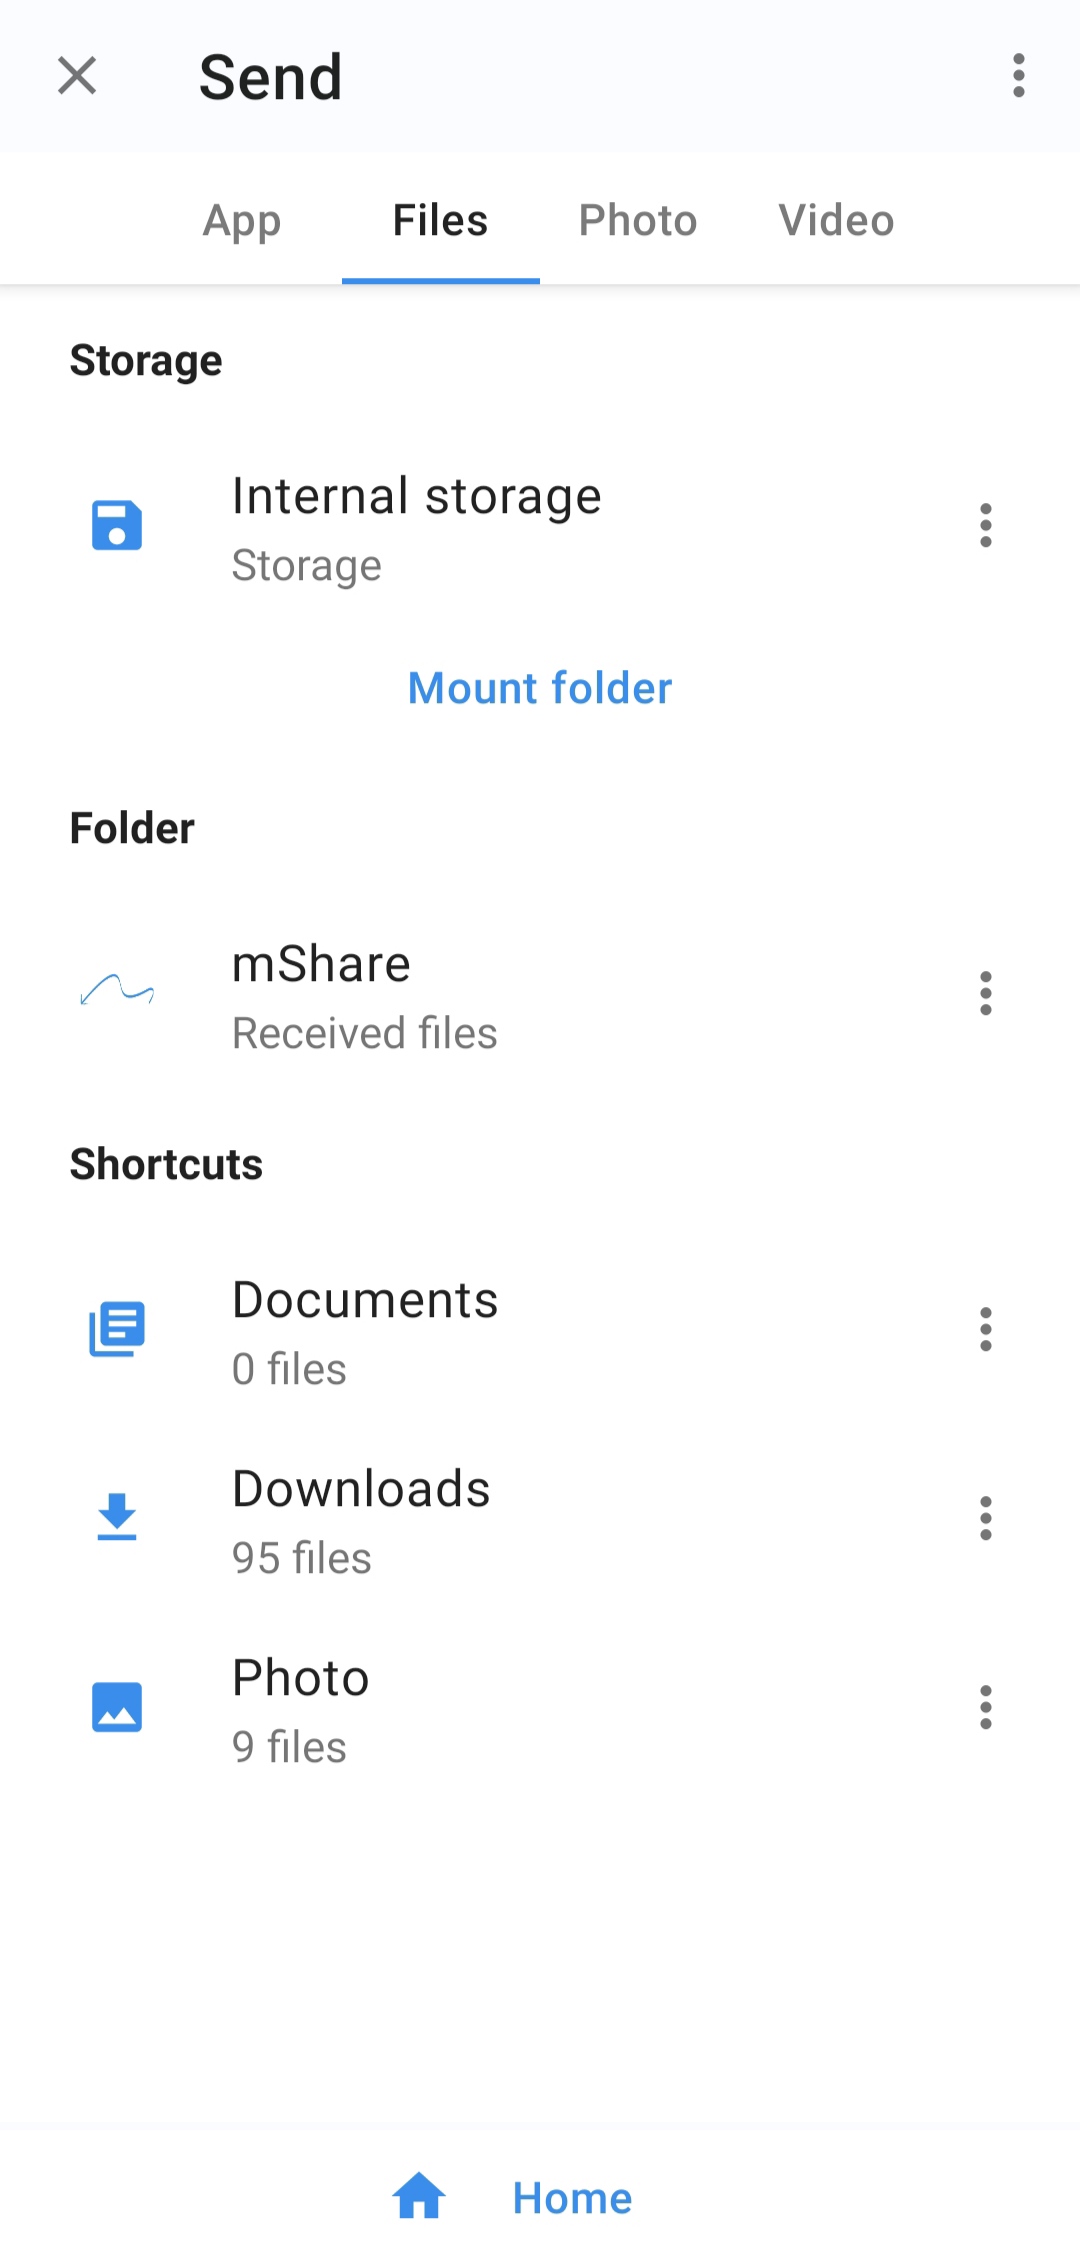 Send
App
Files
Photo
Video
Storage
Internal storage
Storage
Mount folder
Folder
mShare
Received files
Shortcuts
Documents
0 files
Downloads
95 files
Photo
9 files
Home